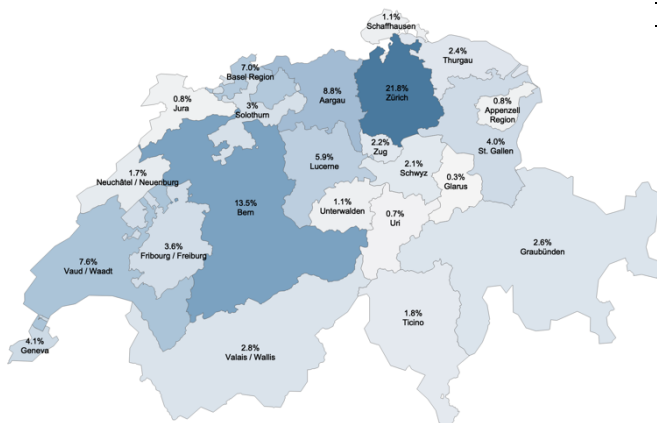 1.1%
Schaffhausen
2.4%
Thurgau
7.0%
Basel Region
21.8%
Zürich
8.8%
Aargau
0.8%
Jura
3%
Solothurn
0.8%
Appenzell
Region
4.0%
St. Gallen
2.2%
Zug
5.9%
Lucerne
2.1%
Schwyz
0.3%
Glarus
1.7%
Neuchâtel / Neuenburg
13.5%
Bern
1.1%
Unterwalden
0.7%
Uri
3.6%
Fribourg / Freiburg
2.6%
Graubünden
7.6%
Vaud / Waadt
1.8%
Ticino
4.1%
Geneva
2.8%
Valais / Wallis